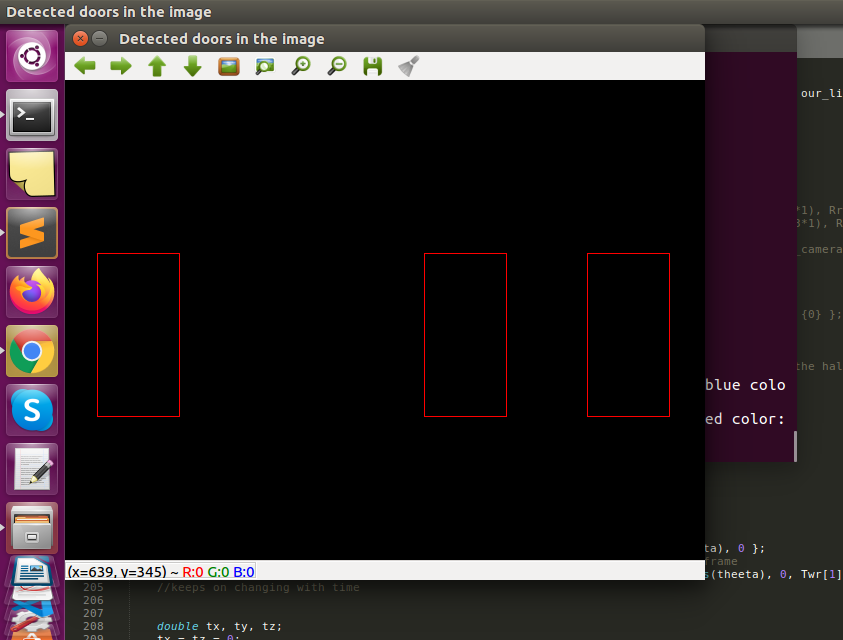 Detected doors in the image
Detected doors in the image
our_li
*1), Rr
3*1), R
_camera
{0} };
the hal
blue colo
ed color:
ta), 0 };
frame
s(theeta), 0, Twr[1]
(x=639, y=345) ~ R:0 G:0 B:0
205 //keeps on changing with time
206
207
208 double tx, ty, tz;
209 tx = tz = 0;